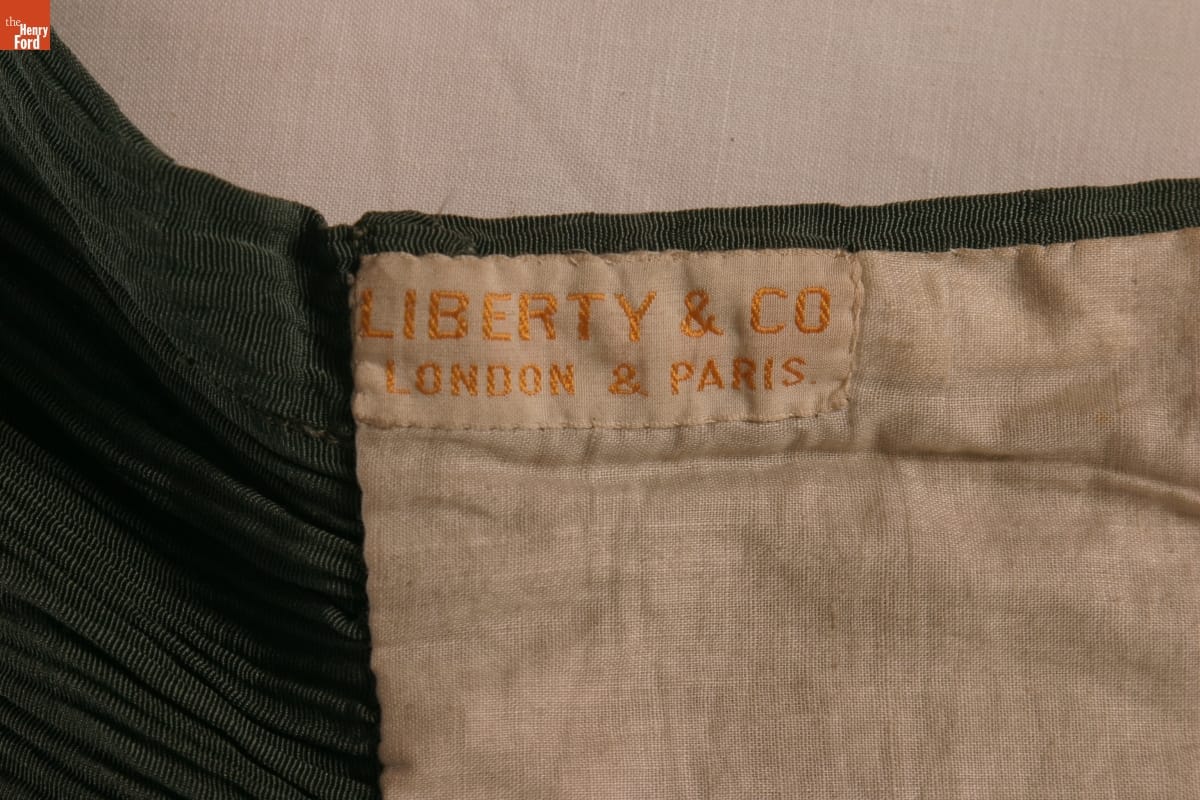 the
Henry
Ford
LIBERTY & CO
LONDON & PARIS.